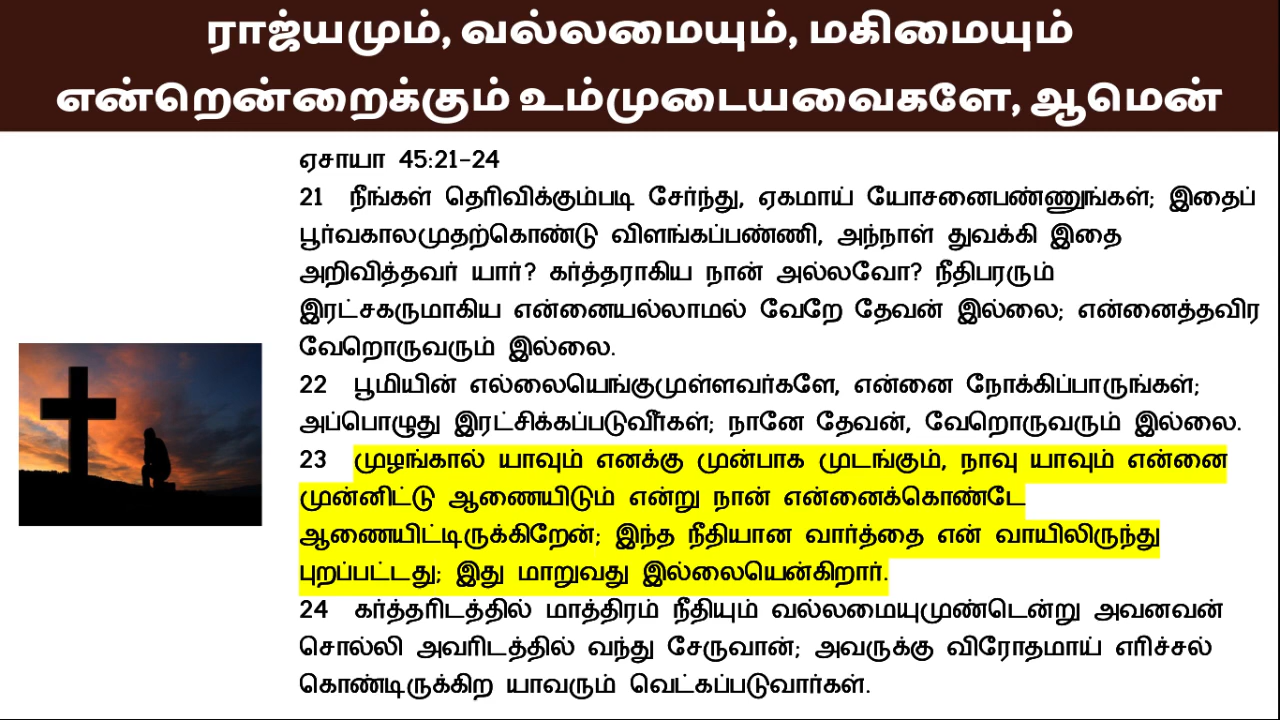 ராஜ்யமும், வல்லமையும், மகிமையும்
என்றென்றைக்கும் உம்முடையவைகளே, ஆமென்
ஏசாயா 45:21-24
21 நீங்கள் தெரிவிக்கும்படி சேர்ந்து, ஏகமாய் யோசனைபண்ணுங்கள்; இதைப்
பூர்வகாலமுதற்கொண்டு விளங்கப்பண்ணி, அந்நாள் துவக்கி இதை
அறிவித்தவர் யார்? கர்த்தராகிய நான் அல்லவோ? நீதிபரரும்
இரட்சகருமாகிய என்னையல்லாமல் வேறே தேவன் இல்லை; என்னைத்தவிர
வேறொருவரும் இல்லை.
22 பூமியின் எல்லையெங்குமுள்ளவர்களே, என்னை நோக்கிப்பாருங்கள்;
அப்பொழுது இரட்சிக்கப்படுவீர்கள்; நானே தேவன், வேறொருவரும் இல்லை.
23 முழங்கால் யாவும் எனக்கு முன்பாக முடங்கும், நாவு யாவும் என்னை
முன்னிட்டு ஆணையிடும் என்று நான் என்னைக்கொண்டே
ஆணையிட்டிருக்கிறேன்; இந்த நீதியான வார்த்தை என் வாயிலிருந்து
புறப்பட்டது; இது மாறுவது இல்லையென்கிறார்.
24 கர்த்தரிடத்தில் மாத்திரம் நீதியும் வல்லமையுமுண்டென்று அவனவன்
சொல்லி அவரிடத்தில் வந்து சேருவான்; அவருக்கு விரோதமாய் எரிச்சல்
கொண்டிருக்கிற யாவரும் வெட்கப்படுவார்கள்.